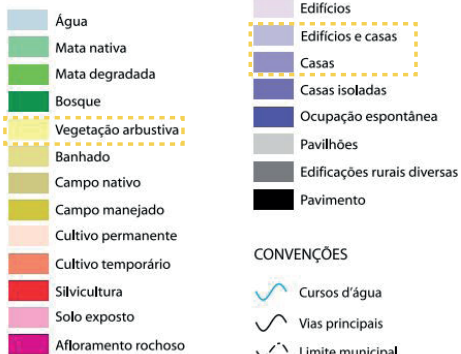 Água
Mata nativa
Mata degradada
Bosque
Vegetação arbustiva
Banhado
Campo nativo
Campo manejado
Cultivo permanente
Cultivo temporário
Silvicultura
Solo exposto
Afloramento rochoso
Edifícios
Edifícios e casas
Casas
Casas isoladas
Ocupação espontânea
Pavilhões
Edificações rurais diversas
Pavimento
CONVENÇÕES
Cursos d'água
Vias principais
Limite municipal